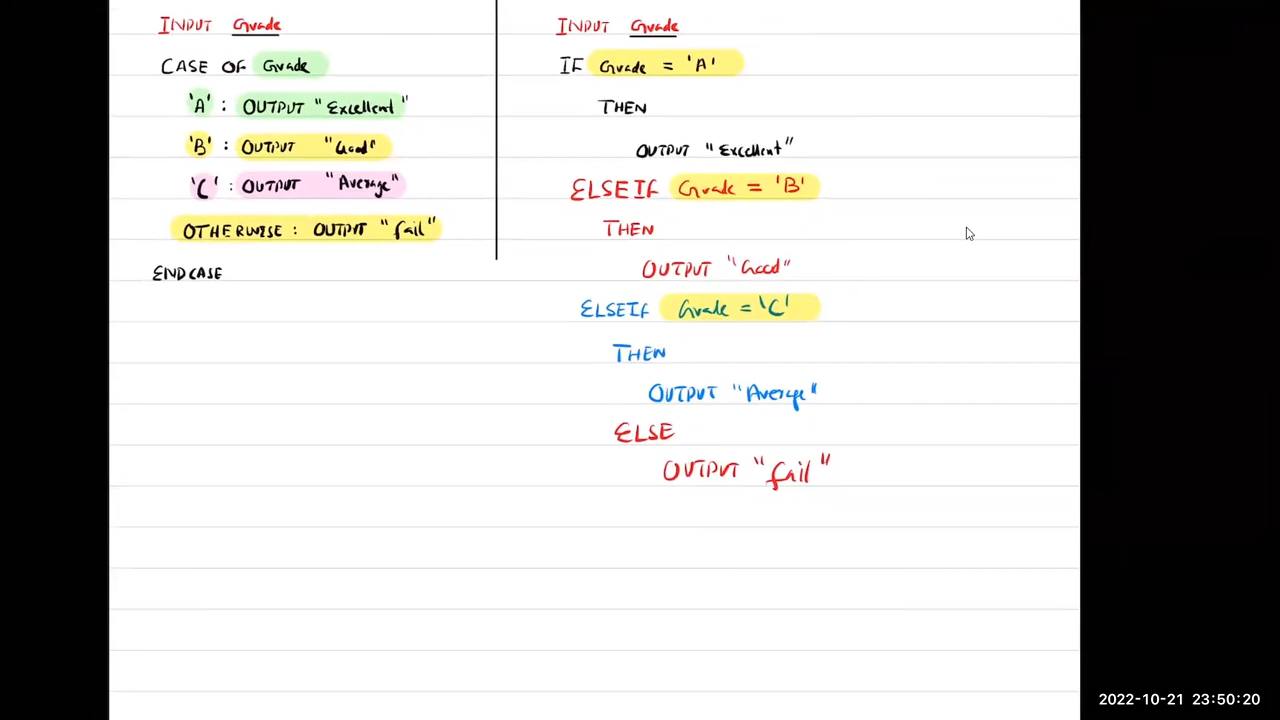 INPUT Grade
CASE OF Grade
'A' : OUTPUT "Excellent"
'B' : OUTPUT "Good"
'C' : OUTPUT "Average"
OTHERWISE : OUTPUT "fail"
ENDCASE
INPUT Grade
IF Grade = 'A'
THEN
OUTPUT "Excellent"
ELSEIF Grade = 'B'
THEN
OUTPUT "Good"
ELSEIF Grade = 'C'
THEN
OUTPUT "Average"
ELSE
OUTPUT "fail"
2022-10-21 23:50:20